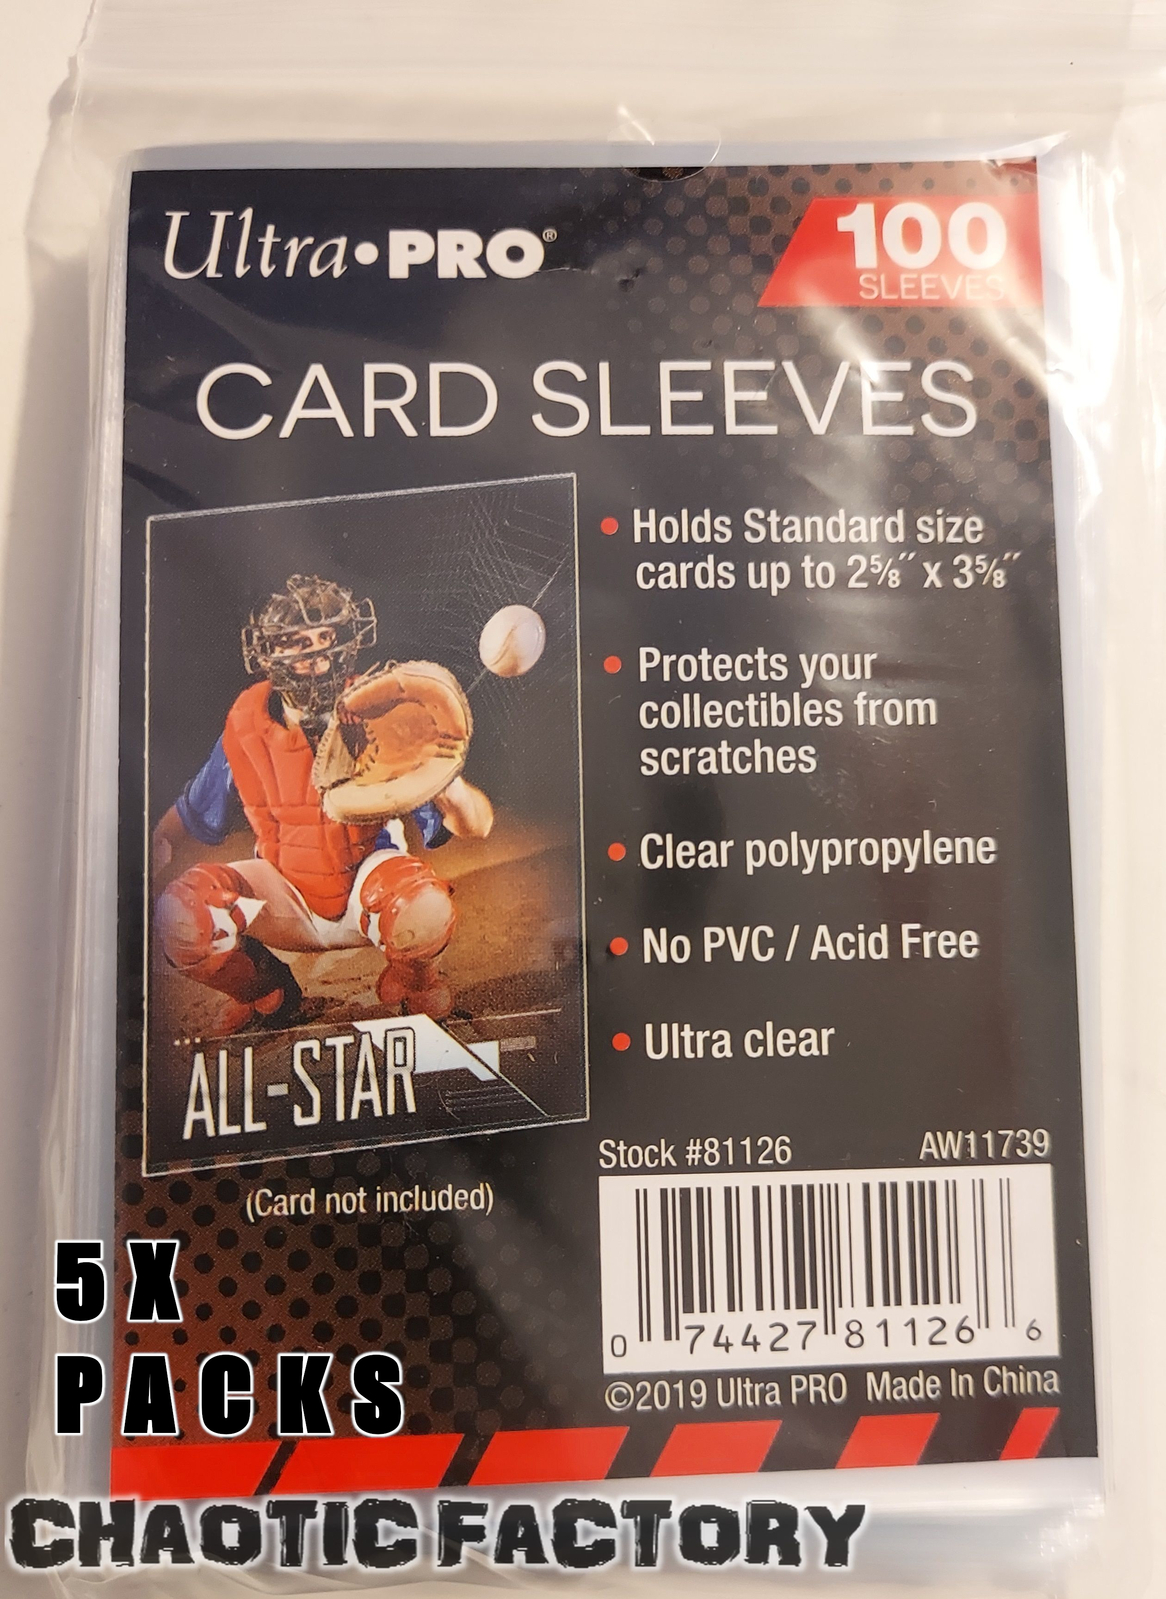 Ultra•PRO®
100
SLEEVES
CARD SLEEVES
• Holds Standard size
cards up to 2⅝″ x 3⅝″
• Protects your
collectibles from
scratches
• Clear polypropylene
• No PVC / Acid Free
• Ultra clear
ALL-STAR
(Card not included)
Stock #81126 AW11739
0 74427 81126 6
©2019 Ultra PRO Made In China
5X
PACKS
CHAOTIC FACTORY